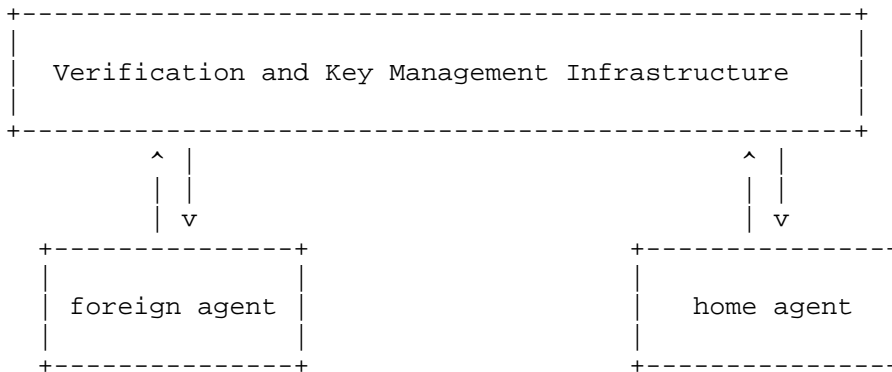 Verification and Key Management Infrastructure
foreign agent
home agent